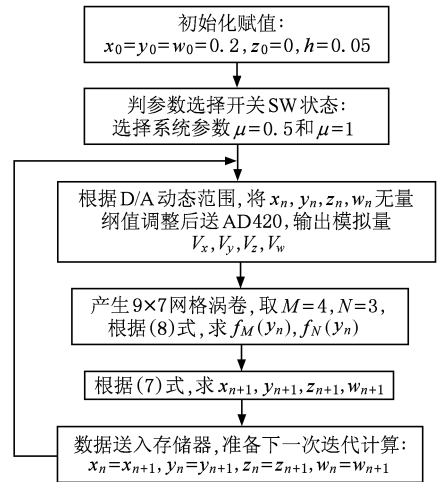 初始化赋值:
x₀=y₀=w₀=0.2,z₀=0,h=0.05
判参数选择开关SW状态:
选择系统参数μ=0.5和μ=1
根据D/A动态范围,将xₙ,yₙ,zₙ,wₙ无量
纲值调整后送AD420,输出模拟量
Vₓ,V_y,V_z,V_w
产生9×7网格涡卷,取M=4,N=3,
根据(8)式,求f_M(yₙ),f_N(yₙ)
根据(7)式,求xₙ₊₁,yₙ₊₁,zₙ₊₁,wₙ₊₁
数据送入存储器,准备下一次迭代计算:
xₙ=xₙ₊₁,yₙ=yₙ₊₁,zₙ=zₙ₊₁,wₙ=wₙ₊₁